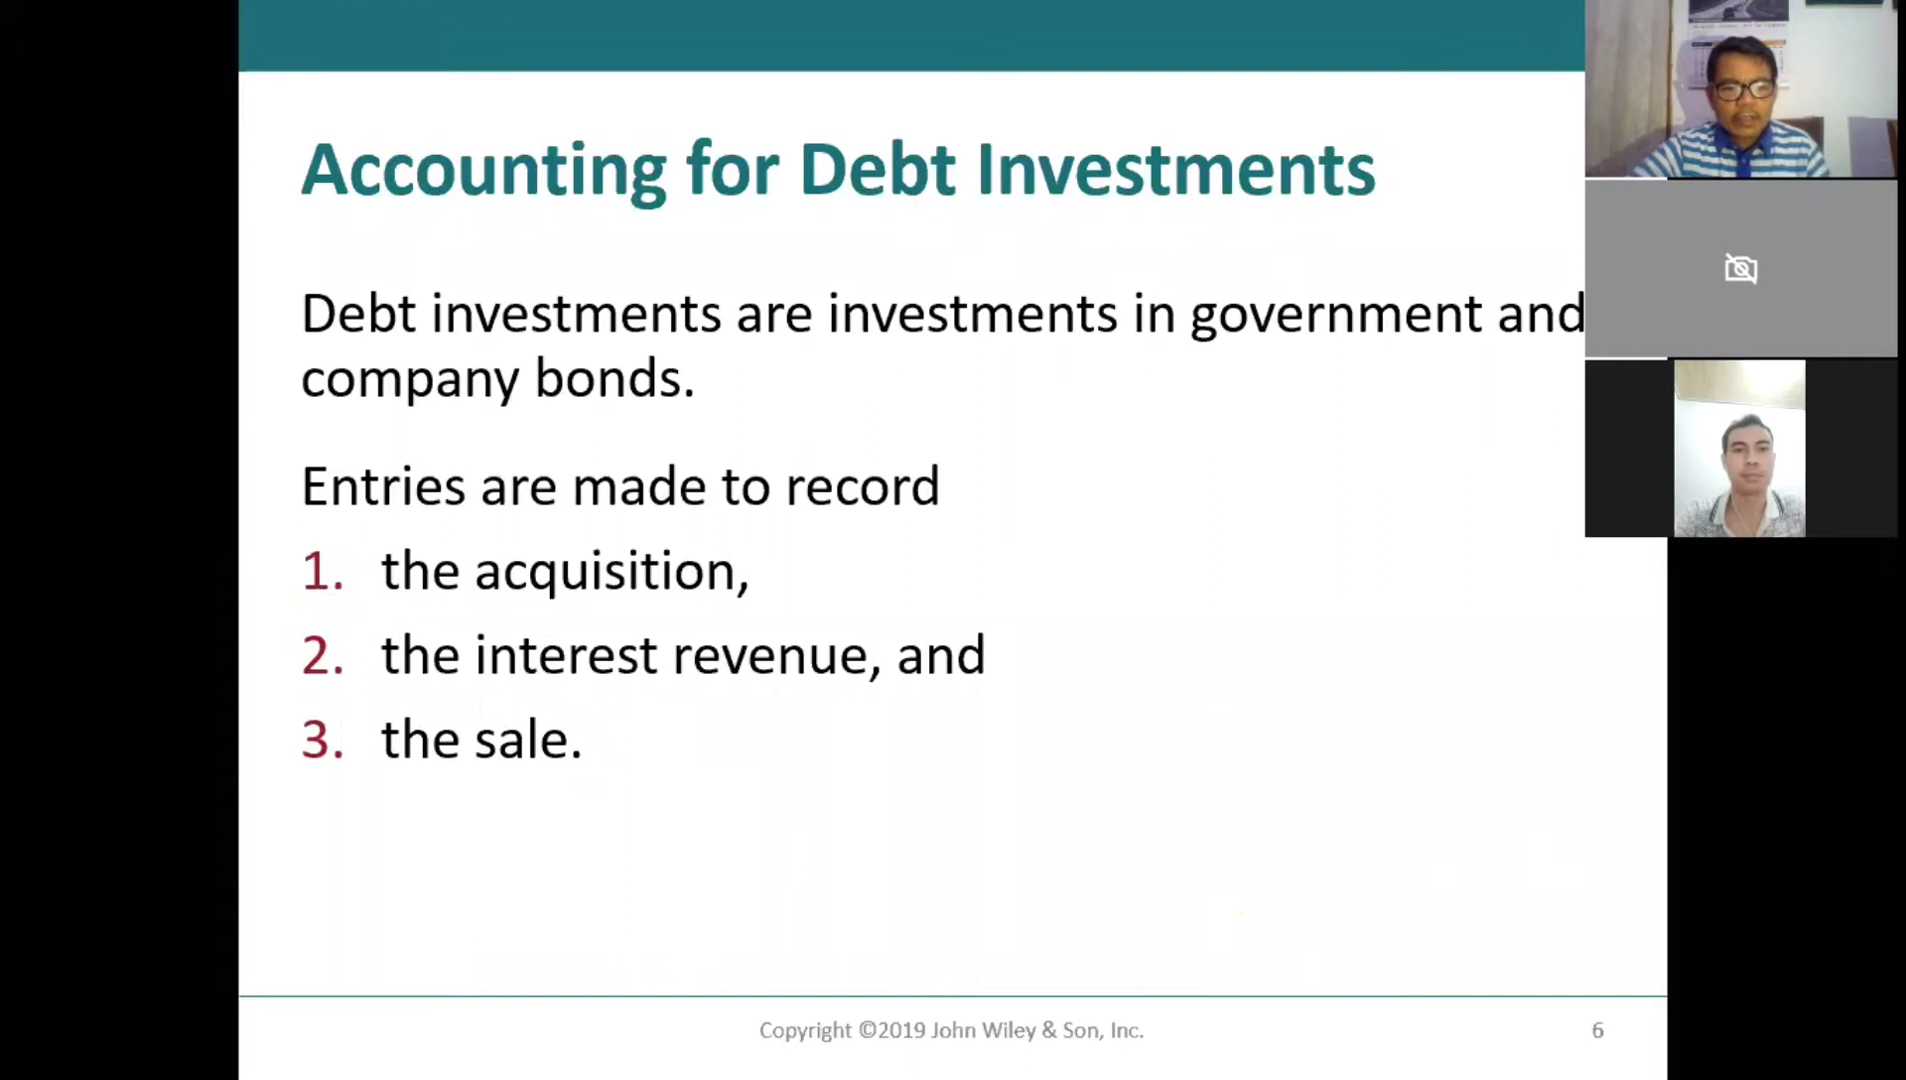 Accounting for Debt Investments
Debt investments are investments in government and
company bonds.
Entries are made to record
1. the acquisition,
2. the interest revenue, and
3. the sale.
Copyright ©2019 John Wiley & Son, Inc.
6